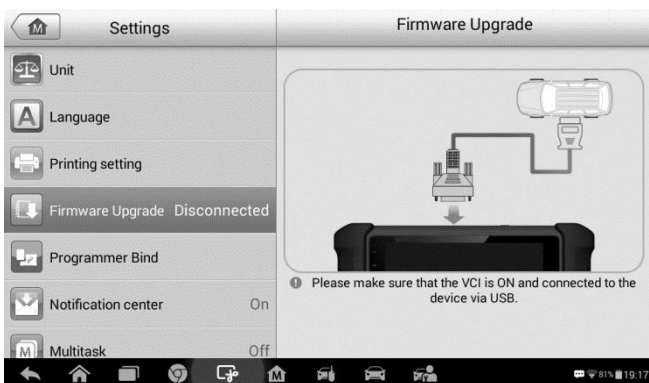 Settings
Firmware Upgrade
Unit
A Language
Printing setting
Firmware Upgrade Disconnected
Programmer Bind
Notification center On
M Multitask Off
Please make sure that the VCI is ON and connected to the
device via USB.
81% 19:17